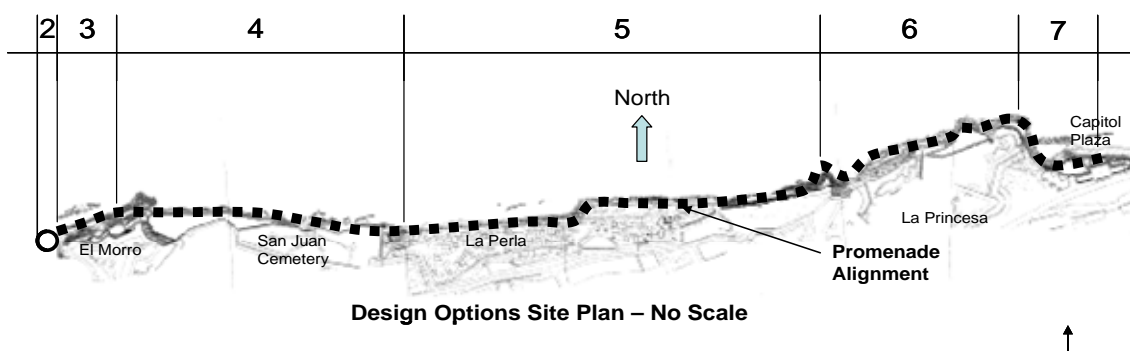 2 3 4 5 6 7
North
Capitol
Plaza
La Princesa
El Morro
San Juan
Cemetery
La Perla
Promenade
Alignment
Design Options Site Plan – No Scale